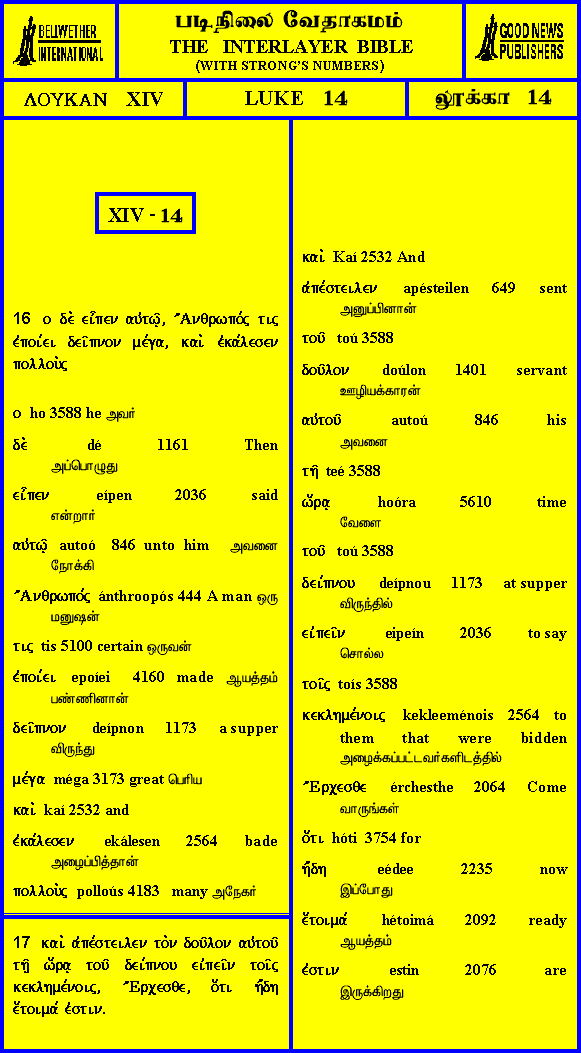 BELLWETHER
INTERNATIONAL
படிநிலை வேதாகமம்
THE INTERLAYER BIBLE
(WITH STRONG'S NUMBERS)
GOOD NEWS
PUBLISHERS
ΛΟΥΚΑΝ XIV
LUKE 14
லூக்கா 14
XIV - 14
16 ο δὲ εἶπεν αὐτῷ, Ἄνθρωπός τις
ἐποίει δεῖπνον μέγα, καὶ ἐκάλεσεν
πολλοὺς
ο ho 3588 he அவர்
δὲ dé 1161 Then
அப்பொழுது
εἶπεν eípen 2036 said
என்றார்
αὐτῷ autoó 846 unto him அவனை
நோக்கி
Ἄνθρωπός ánthroopós 444 A man ஒரு
மனுஷன்
τις tis 5100 certain ஒருவன்
ἐποίει epoíei 4160 made ஆயத்தம்
பண்ணினான்
δεῖπνον deípnon 1173 a supper
விருந்து
μέγα méga 3173 great பெரிய
καὶ kaí 2532 and
ἐκάλεσεν ekálesen 2564 bade
அழைப்பித்தான்
πολλοὺς polloús 4183 many அநேகர்
17 καὶ ἀπέστειλεν τὸν δοῦλον αὐτοῦ
τῇ ὥρᾳ τοῦ δείπνου εἰπεῖν τοῖς
κεκλημένοις, Ἔρχεσθε, ὅτι ἤδη
ἕτοιμά ἐστιν.
καὶ Kaí 2532 And
ἀπέστειλεν apésteilen 649 sent
அனுப்பினான்
τοῦ toú 3588
δοῦλον doúlon 1401 servant
ஊழியக்காரன்
αὐτοῦ autoú 846 his
அவனை
τῇ teé 3588
ὥρᾳ hoóra 5610 time
வேளை
τοῦ toú 3588
δείπνου deípnou 1173 at supper
விருந்தில்
εἰπεῖν eipeín 2036 to say
சொல்ல
τοῖς toís 3588
κεκλημένοις kekleeménois 2564 to
them that were bidden
அழைக்கப்பட்டவர்களிடத்தில்
Ἔρχεσθε érchesthe 2064 Come
வாருங்கள்
ὅτι hóti 3754 for
ἤδη eédee 2235 now
இப்போது
ἕτοιμά hétoimá 2092 ready
ஆயத்தம்
ἐστιν estin 2076 are
இருக்கிறது